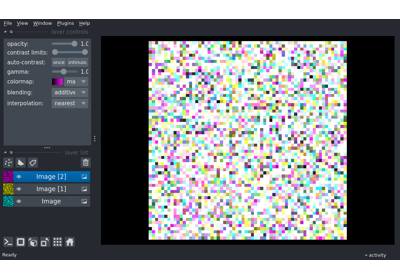 File View Window Plugins Help
layer controls
opacity: 1.0
contrast limits:
auto-contrast: once
gamma: 1.0
colormap: ma
blending: additive
interpolation: nearest
layer list
Image [2]
Image [1]
Image
Ready
activity